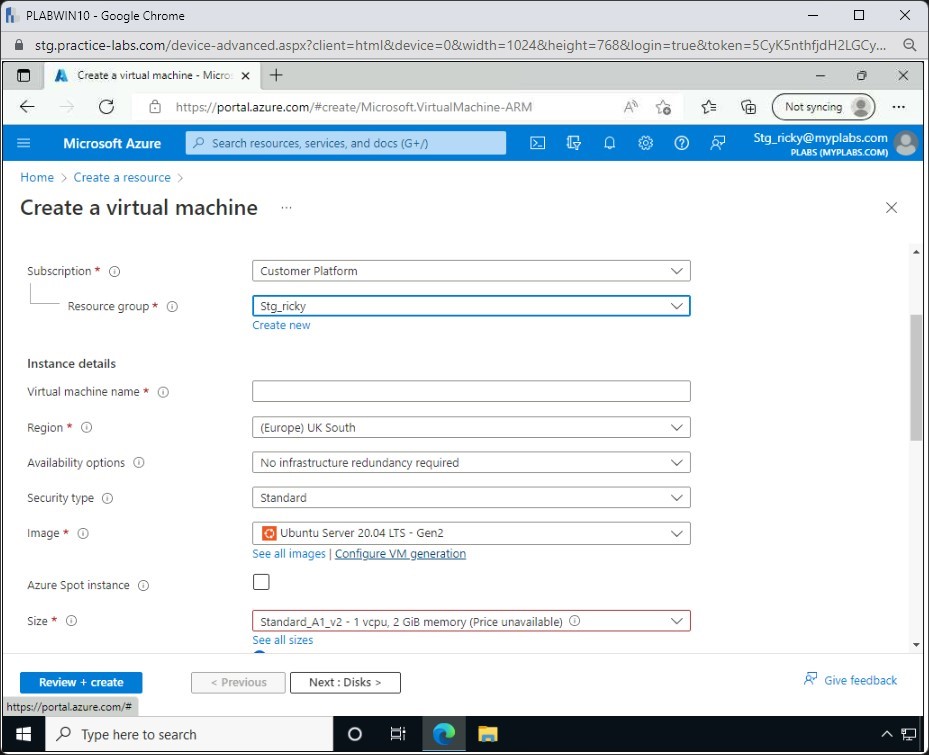 PLABWIN10 - Google Chrome
stg.practice-labs.com/device-advanced.aspx?client=html&device=0&width=1024&height=768&login=true&token=5CyK5nthfjdH2LGCy...
Create a virtual machine - Micro
https://portal.azure.com/#create/Microsoft.VirtualMachine-ARM
Not syncing
Microsoft Azure
Search resources, services, and docs (G+/)
Stg_ricky@myplabs.com
PLABS (MYPLABS.COM)
Home > Create a resource >
Create a virtual machine ...
Subscription *
Customer Platform
Resource group *
Stg_ricky
Create new
Instance details
Virtual machine name *
Region *
(Europe) UK South
Availability options
No infrastructure redundancy required
Security type
Standard
Image *
Ubuntu Server 20.04 LTS - Gen2
See all images | Configure VM generation
Azure Spot instance
Size *
Standard_A1_v2 - 1 vcpu, 2 GiB memory (Price unavailable)
See all sizes
Review + create
< Previous
Next : Disks >
Give feedback
https://portal.azure.com/#
Type here to search